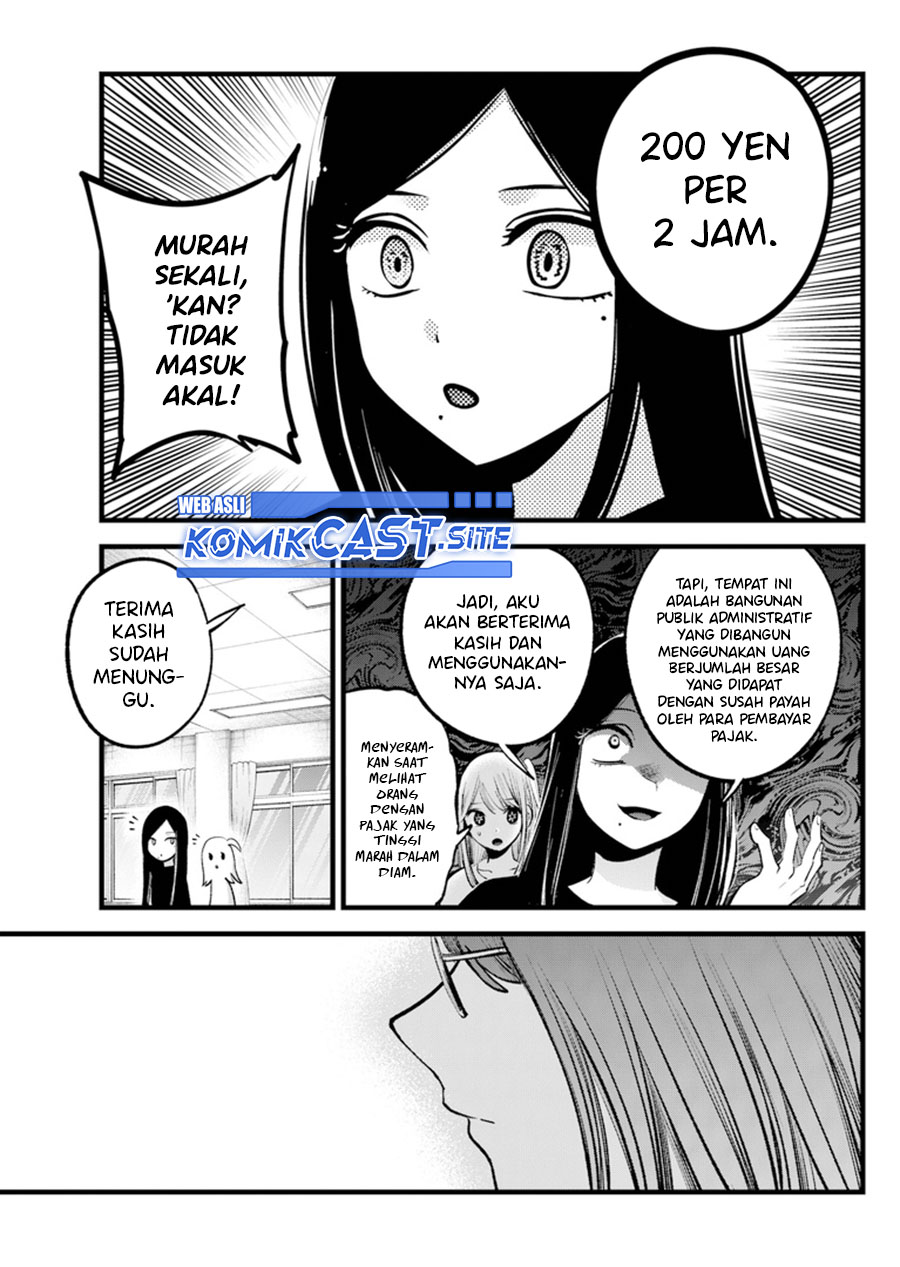 200 YEN
PER
2 JAM.
MURAH
SEKALI,
'KAN?
TIDAK
MASUK
AKAL!
WEB ASLI
KOMIKCAST.SITE
TAPI, TEMPAT INI
ADALAH BANGUNAN
PUBLIK ADMINISTRATIF
YANG DIBANGUN
MENGGUNAKAN UANG
BERJUMLAH BESAR
YANG DIDAPAT
DENGAN SUSAH PAYAH
OLEH PARA PEMBAYAR
PAJAK.
JADI, AKU
AKAN BERTERIMA
KASIH DAN
MENGGUNAKAN-
NYA SAJA.
MENYERAM-
KAN SAAT
MELIHAT
ORANG
DENGAN
PAJAK YANG
TINGGI
MARAH DALAM
DIAM.
TERIMA
KASIH
SUDAH
MENUNG-
GU.